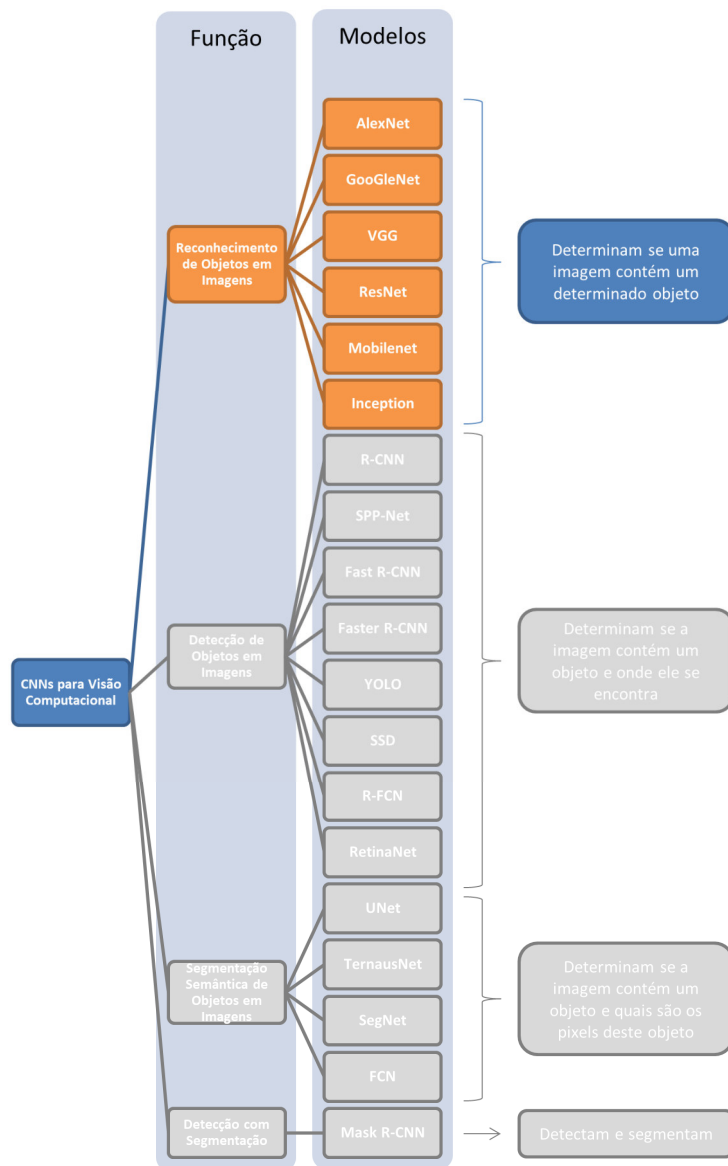 Função
Modelos
AlexNet
GooGleNet
VGG
ResNet
Mobilenet
Inception
Reconhecimento
de Objetos em
Imagens
Determinam se uma
imagem contém um
determinado objeto
R-CNN
SPP-Net
Fast R-CNN
Faster R-CNN
YOLO
SSD
R-FCN
RetinaNet
Detecção de
Objetos em
Imagens
Determinam se a
imagem contém um
objeto e onde ele se
encontra
CNNs para Visão
Computacional
UNet
TernausNet
SegNet
FCN
Segmentação
Semântica de
Objetos em
Imagens
Determinam se a
imagem contém um
objeto e quais são os
pixels deste objeto
Detecção com
Segmentação
Mask R-CNN
Detectam e segmentam